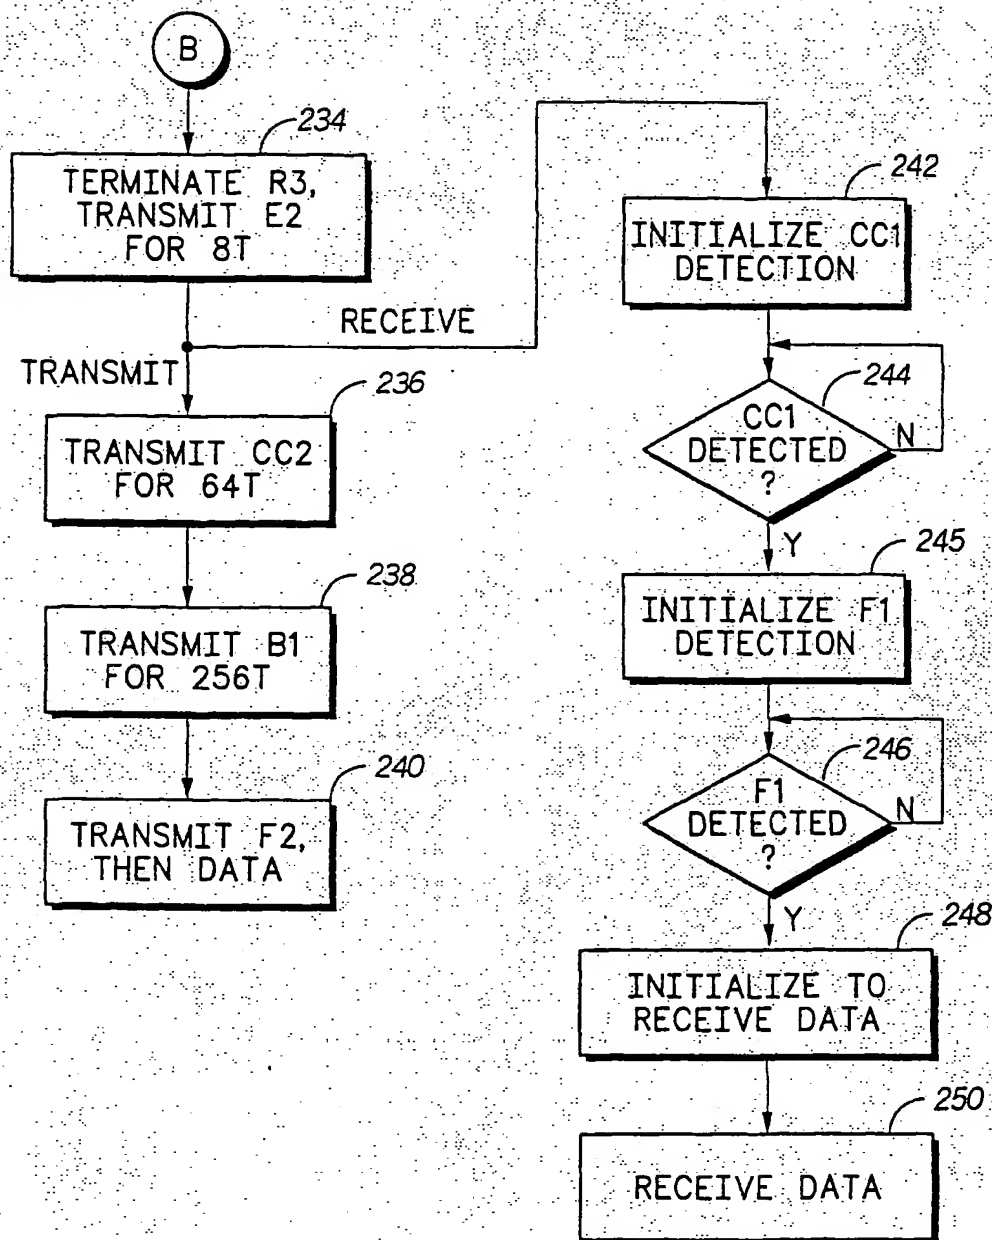 B
234
TERMINATE R3,
TRANSMIT E2
FOR 8T
RECEIVE
TRANSMIT
236
TRANSMIT CC2
FOR 64T
238
TRANSMIT B1
FOR 256T
240
TRANSMIT F2,
THEN DATA
242
INITIALIZE CC1
DETECTION
244
CC1
DETECTED
?
N
Y
245
INITIALIZE F1
DETECTION
246
F1
DETECTED
?
N
Y
248
INITIALIZE TO
RECEIVE DATA
250
RECEIVE DATA